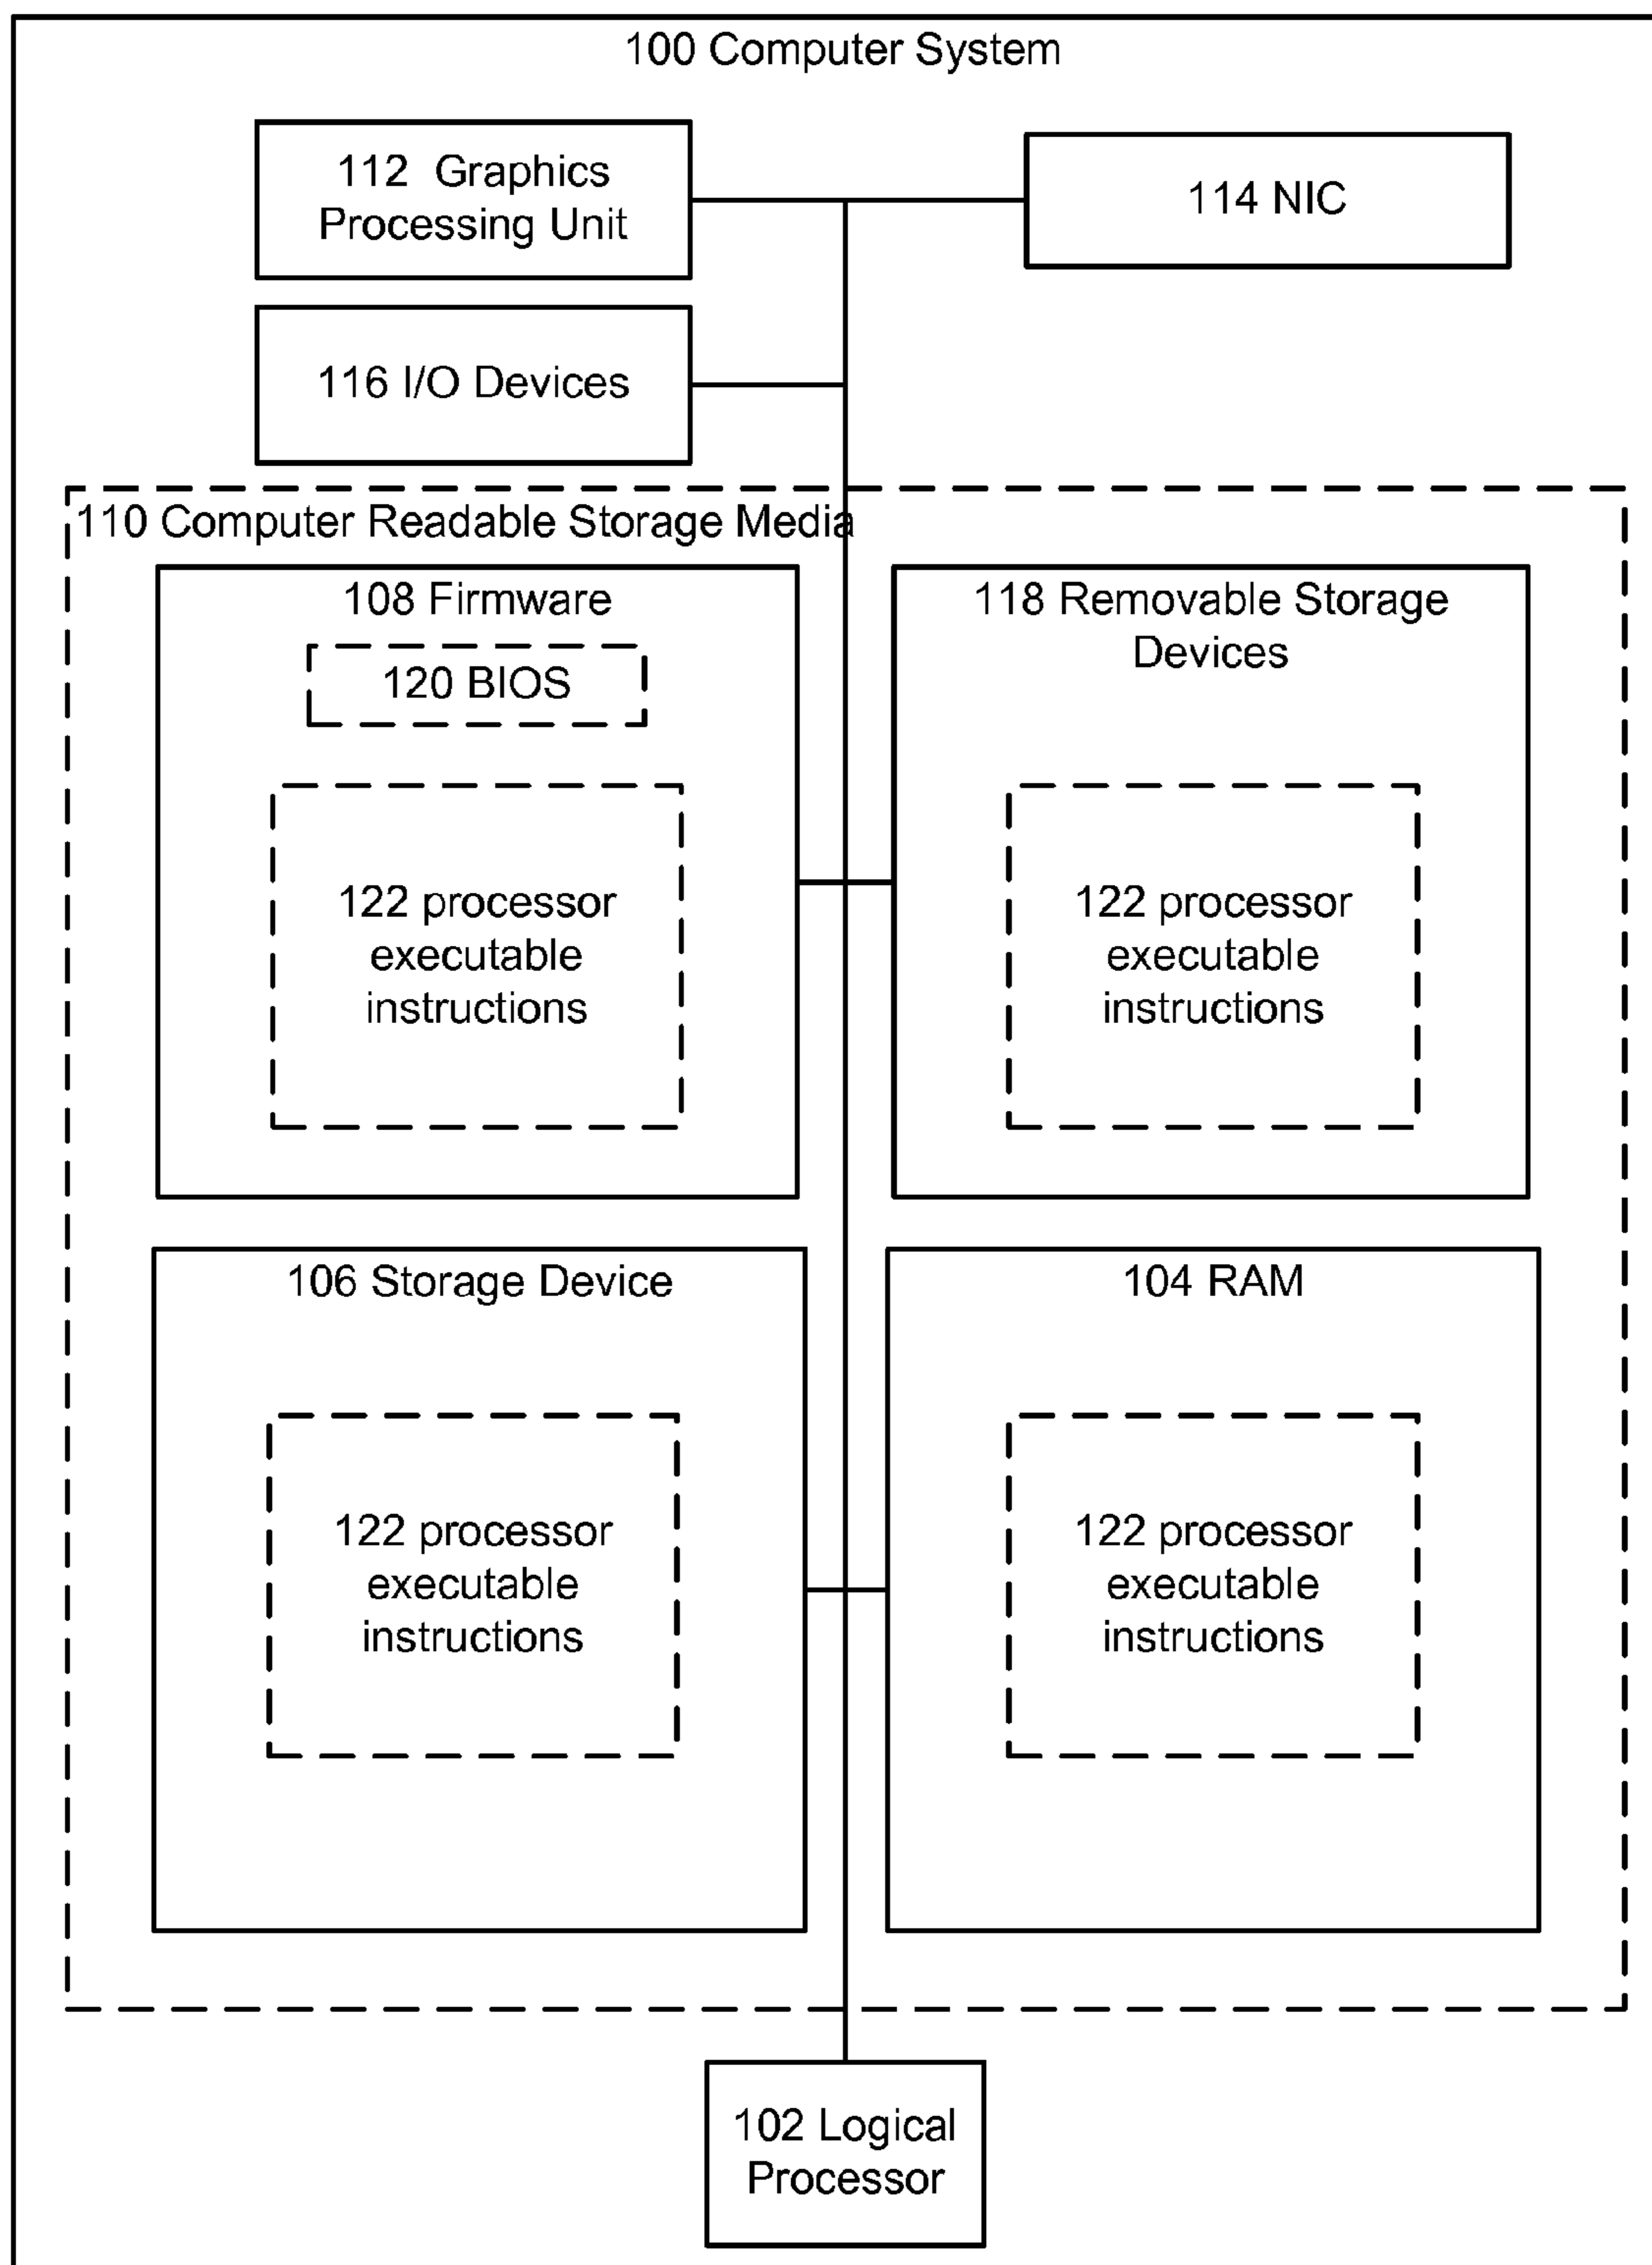 100 Computer System
112 Graphics
Processing Unit
114 NIC
116 I/O Devices
110 Computer Readable Storage Media
108 Firmware
120 BIOS
122 processor
executable
instructions
118 Removable Storage
Devices
122 processor
executable
instructions
106 Storage Device
122 processor
executable
instructions
104 RAM
122 processor
executable
instructions
102 Logical
Processor